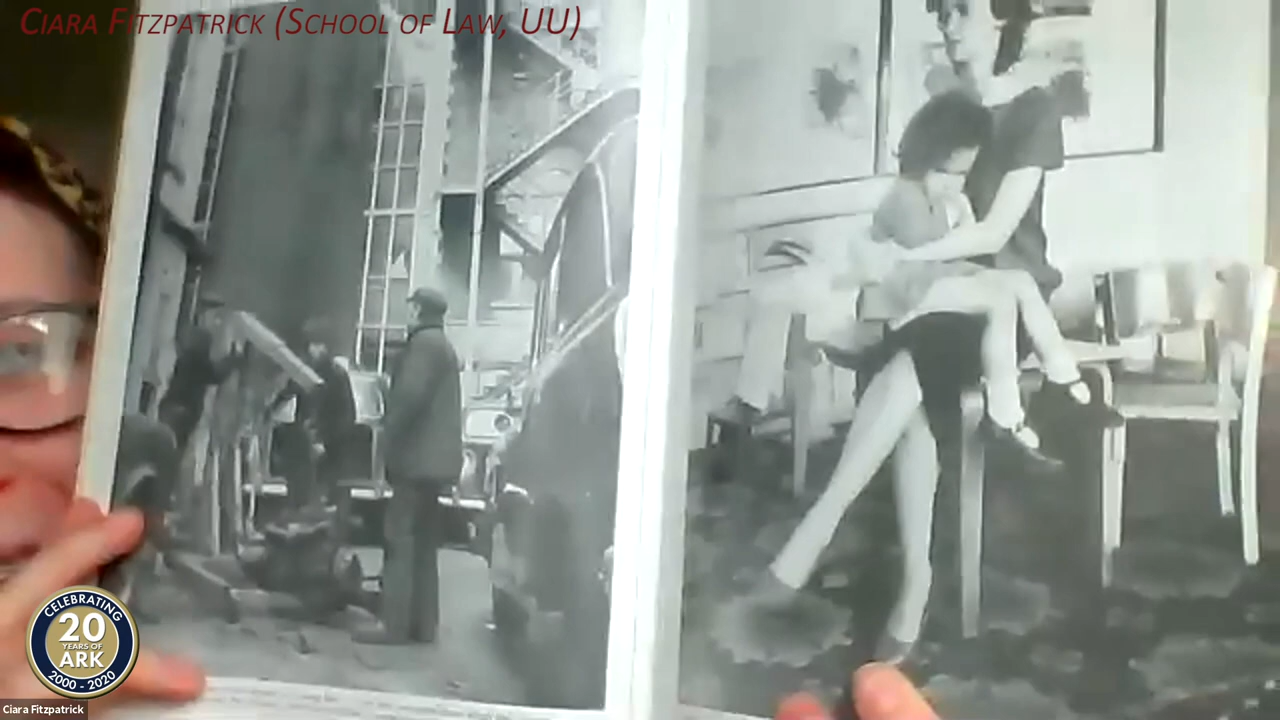 CIARA FITZPATRICK (SCHOOL OF LAW, UU)
CELEBRATING
20
YEARS OF
ARK
2000 - 2020
Ciara Fitzpatrick